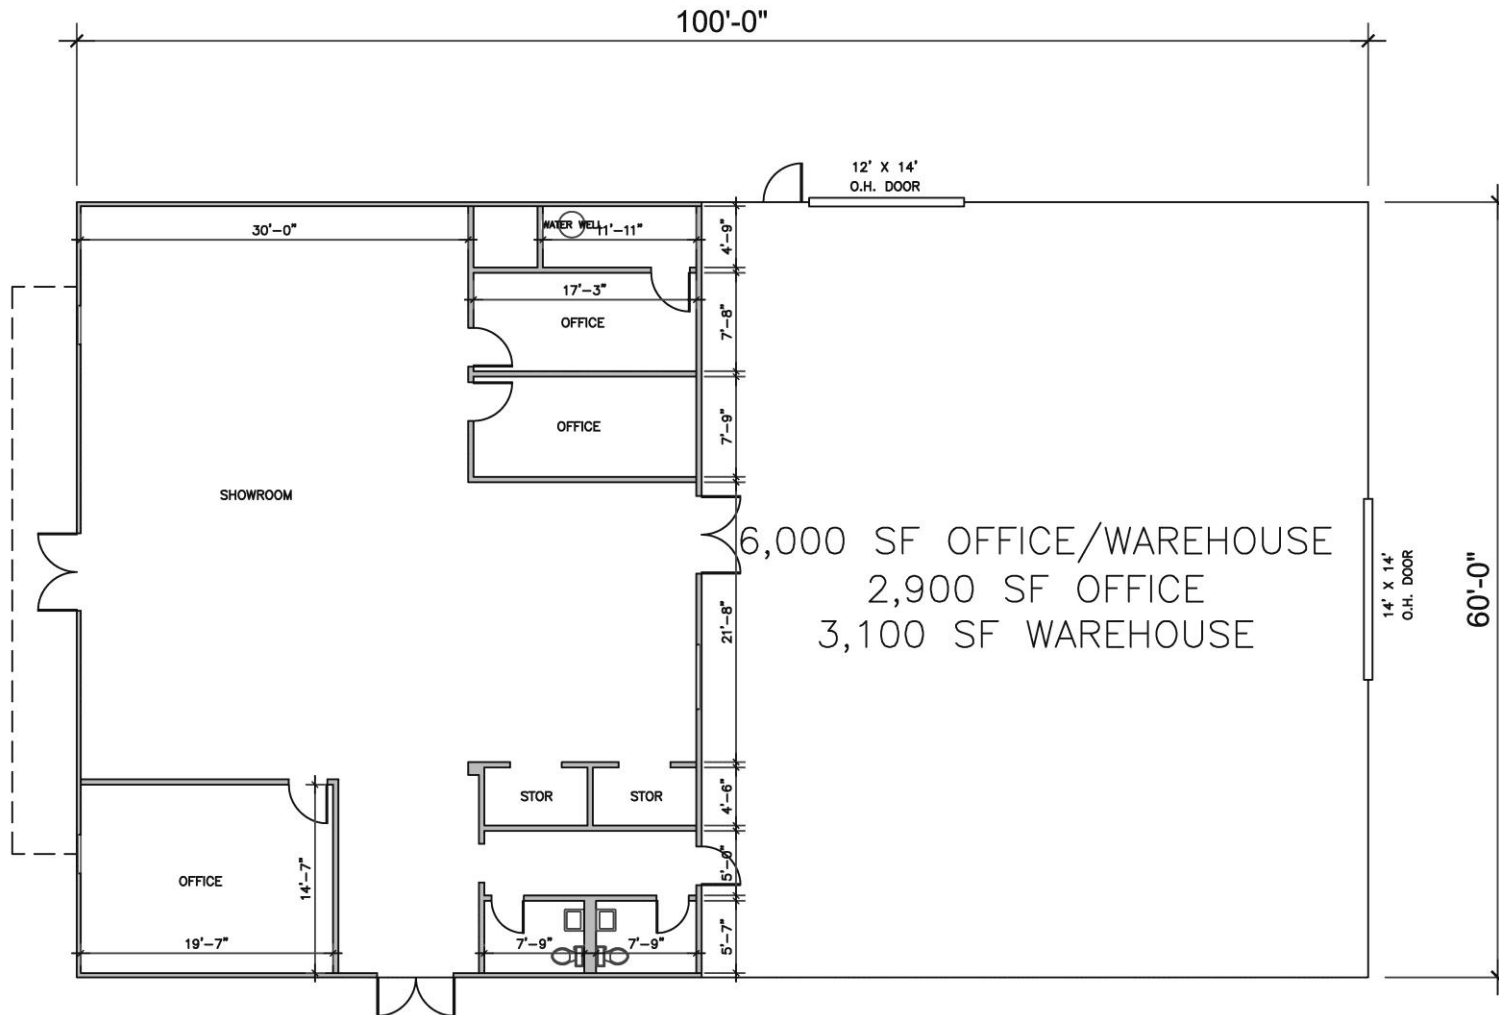 100'-0"
12' X 14'
O.H. DOOR
30'-0"
WATER WELL
11'-11"
4'-9"
17'-3"
OFFICE
7'-8"
OFFICE
7'-9"
SHOWROOM
6,000 SF OFFICE/WAREHOUSE
2,900 SF OFFICE
3,100 SF WAREHOUSE
14' X 14'
O.H. DOOR
60'-0"
21'-8"
STOR
STOR
4'-6"
OFFICE
14'-7"
5'-0"
19'-7"
7'-9"
7'-9"
5'-7"